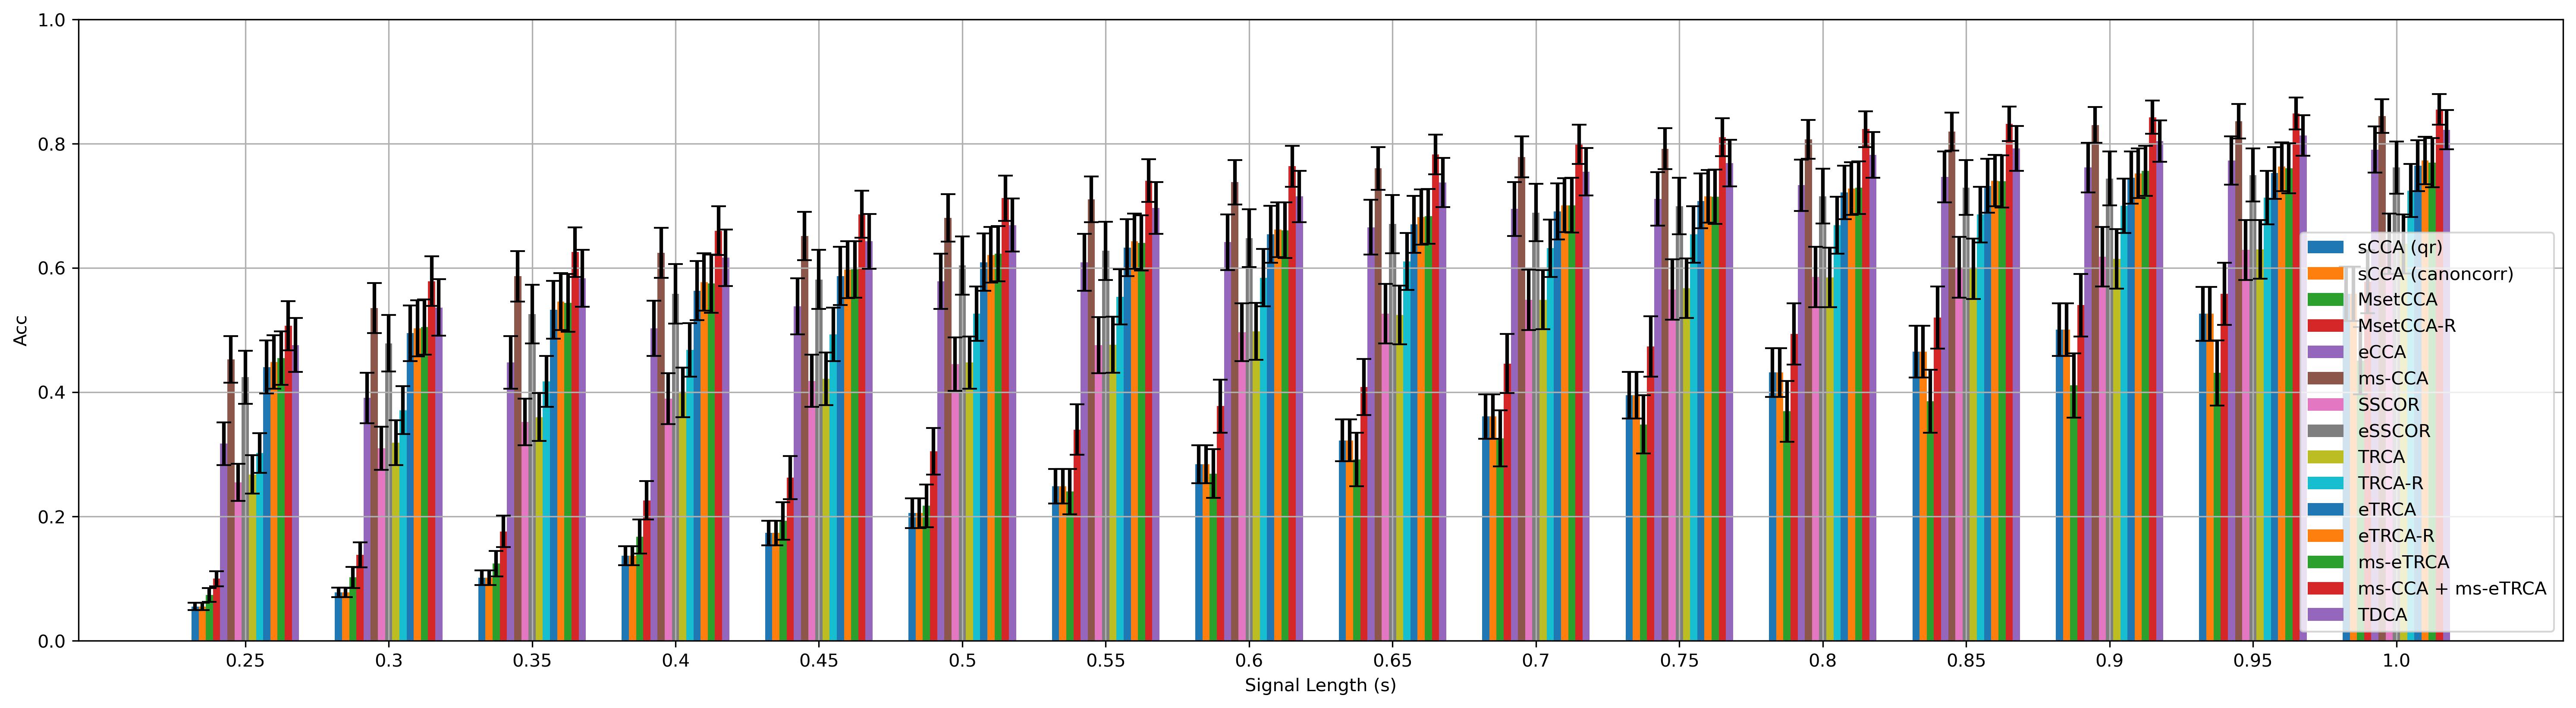 1.0
0.8
0.6
0.4
0.2
0.0
Acc
0.25 0.3 0.35 0.4 0.45 0.5 0.55 0.6 0.65 0.7 0.75 0.8 0.85 0.9 0.95 1.0
Signal Length (s)
sCCA (qr)
sCCA (canoncorr)
MsetCCA
MsetCCA-R
eCCA
ms-CCA
SSCOR
eSSCOR
TRCA
TRCA-R
eTRCA
eTRCA-R
ms-eTRCA
ms-CCA + ms-eTRCA
TDCA